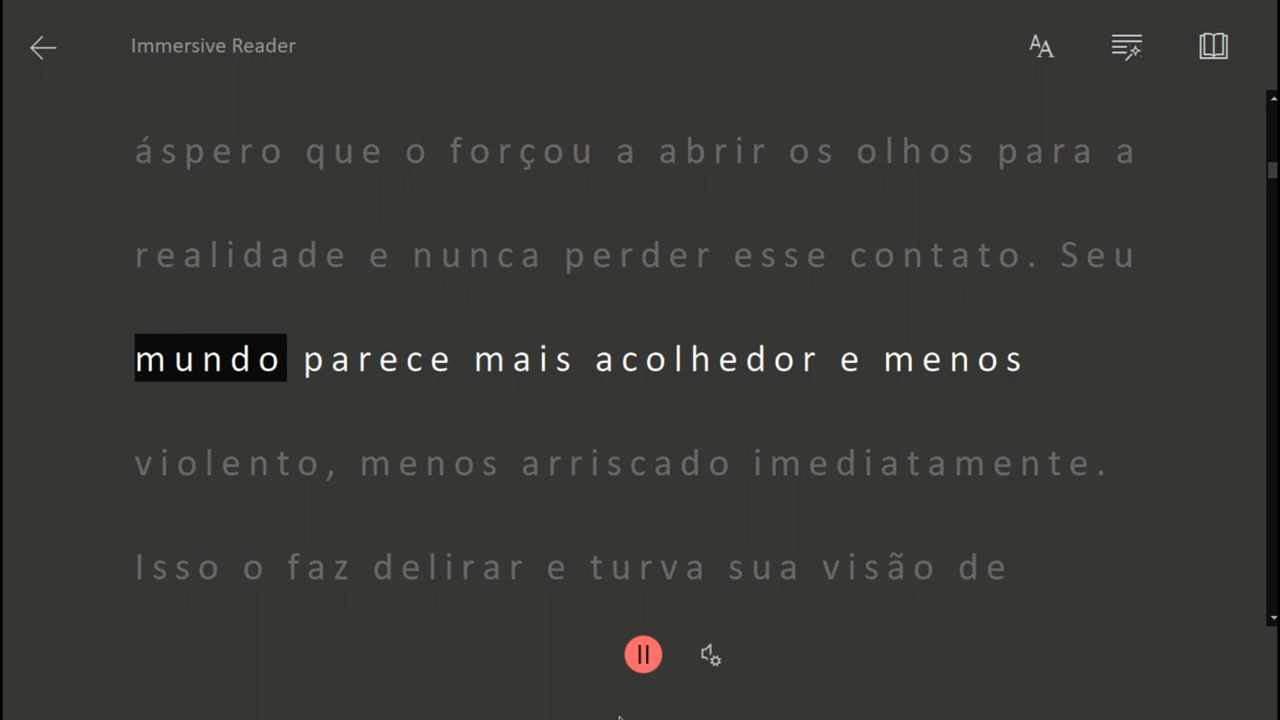 Immersive Reader
áspero que o forçou a abrir os olhos para a
realidade e nunca perder esse contato. Seu
mundo parece mais acolhedor e menos
violento, menos arriscado imediatamente.
Isso o faz delirar e turva sua visão de